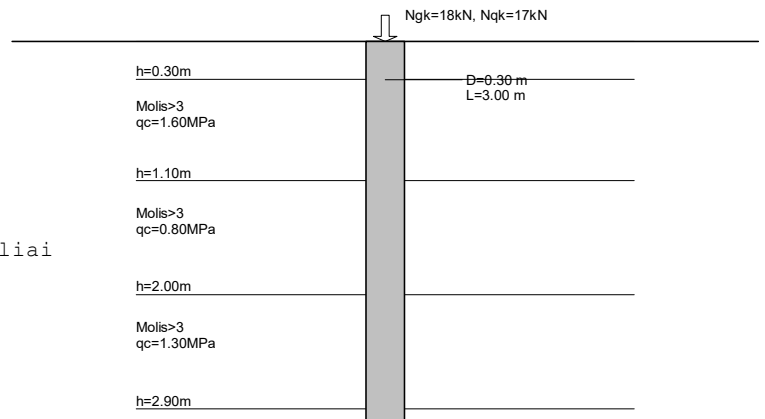 Ngk=18kN, Nqk=17kN
h=0.30m
D=0.30 m
L=3.00 m
Molis>3
qc=1.60MPa
h=1.10m
Molis>3
qc=0.80MPa
liai
h=2.00m
Molis>3
qc=1.30MPa
h=2.90m